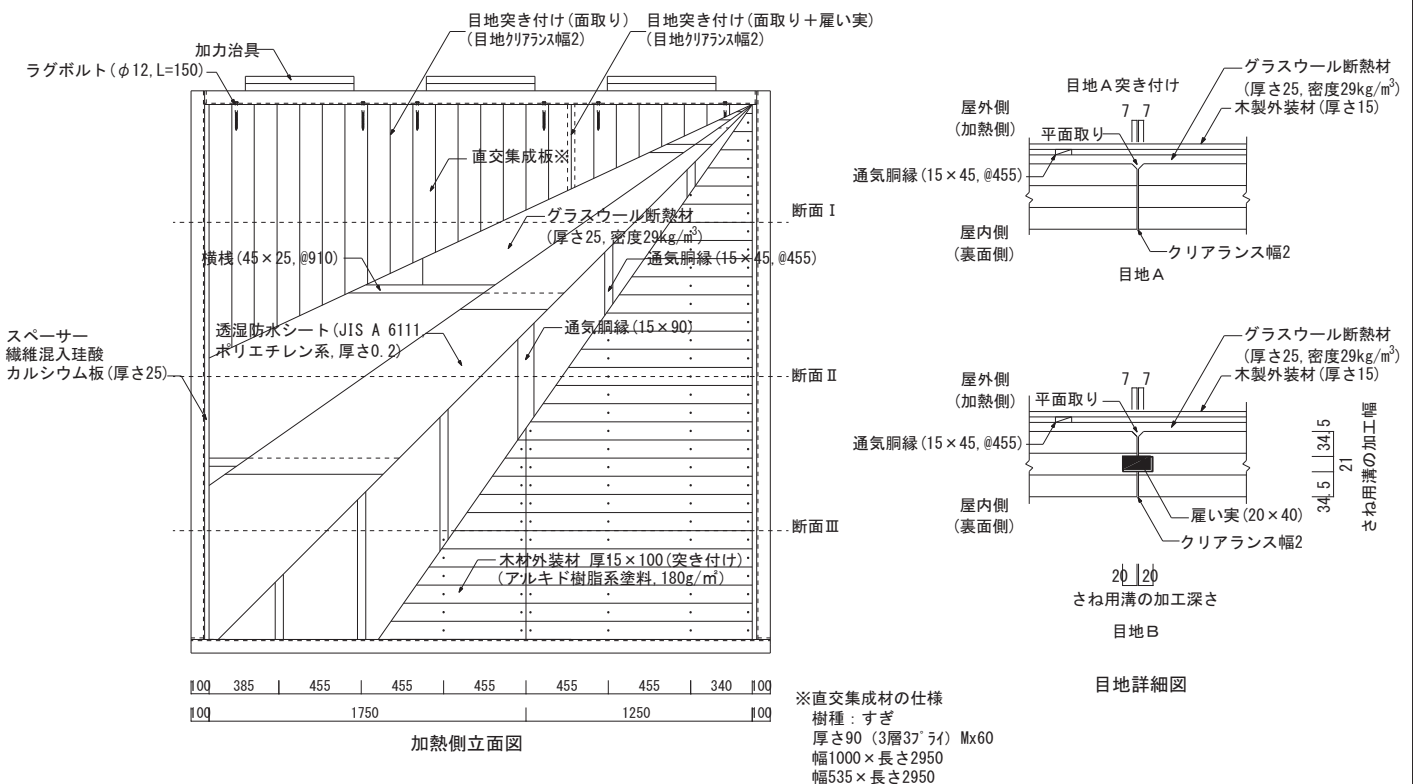 目地突き付け(面取り)
(目地クリアランス幅2)
目地突き付け(面取り+雇い実)
(目地クリアランス幅2)
加力治具
ラグボルト(φ12,L=150)
直交集成板※
断面Ⅰ
グラスウール断熱材
(厚さ25,密度29kg/m³)
横桟(45×25,@910)
通気胴縁(15×45,@455)
スペーサー
繊維混入珪酸
カルシウム板(厚さ25)
透湿防水シート(JIS A 6111,
ポリエチレン系,厚さ0.2)
通気胴縁(15×90)
断面Ⅱ
断面Ⅲ
木材外装材 厚15×100(突き付け)
(アルキド樹脂系塗料,180g/㎡)
100 385 455 455 455 455 455 340 100
100 1750 1250 100
加熱側立面図
※直交集成材の仕様
樹種:すぎ
厚さ90 (3層3プライ) Mx60
幅1000×長さ2950
幅535×長さ2950
目地A突き付け
7 7
グラスウール断熱材
(厚さ25,密度29kg/m³)
木製外装材(厚さ15)
屋外側
(加熱側)
平面取り
通気胴縁(15×45,@455)
屋内側
(裏面側)
クリアランス幅2
目地A
7 7
グラスウール断熱材
(厚さ25,密度29kg/m³)
木製外装材(厚さ15)
屋外側
(加熱側)
平面取り
通気胴縁(15×45,@455)
34.5
21
34.5
さね用溝の加工幅
屋内側
(裏面側)
雇い実(20×40)
クリアランス幅2
20 20
さね用溝の加工深さ
目地B
目地詳細図